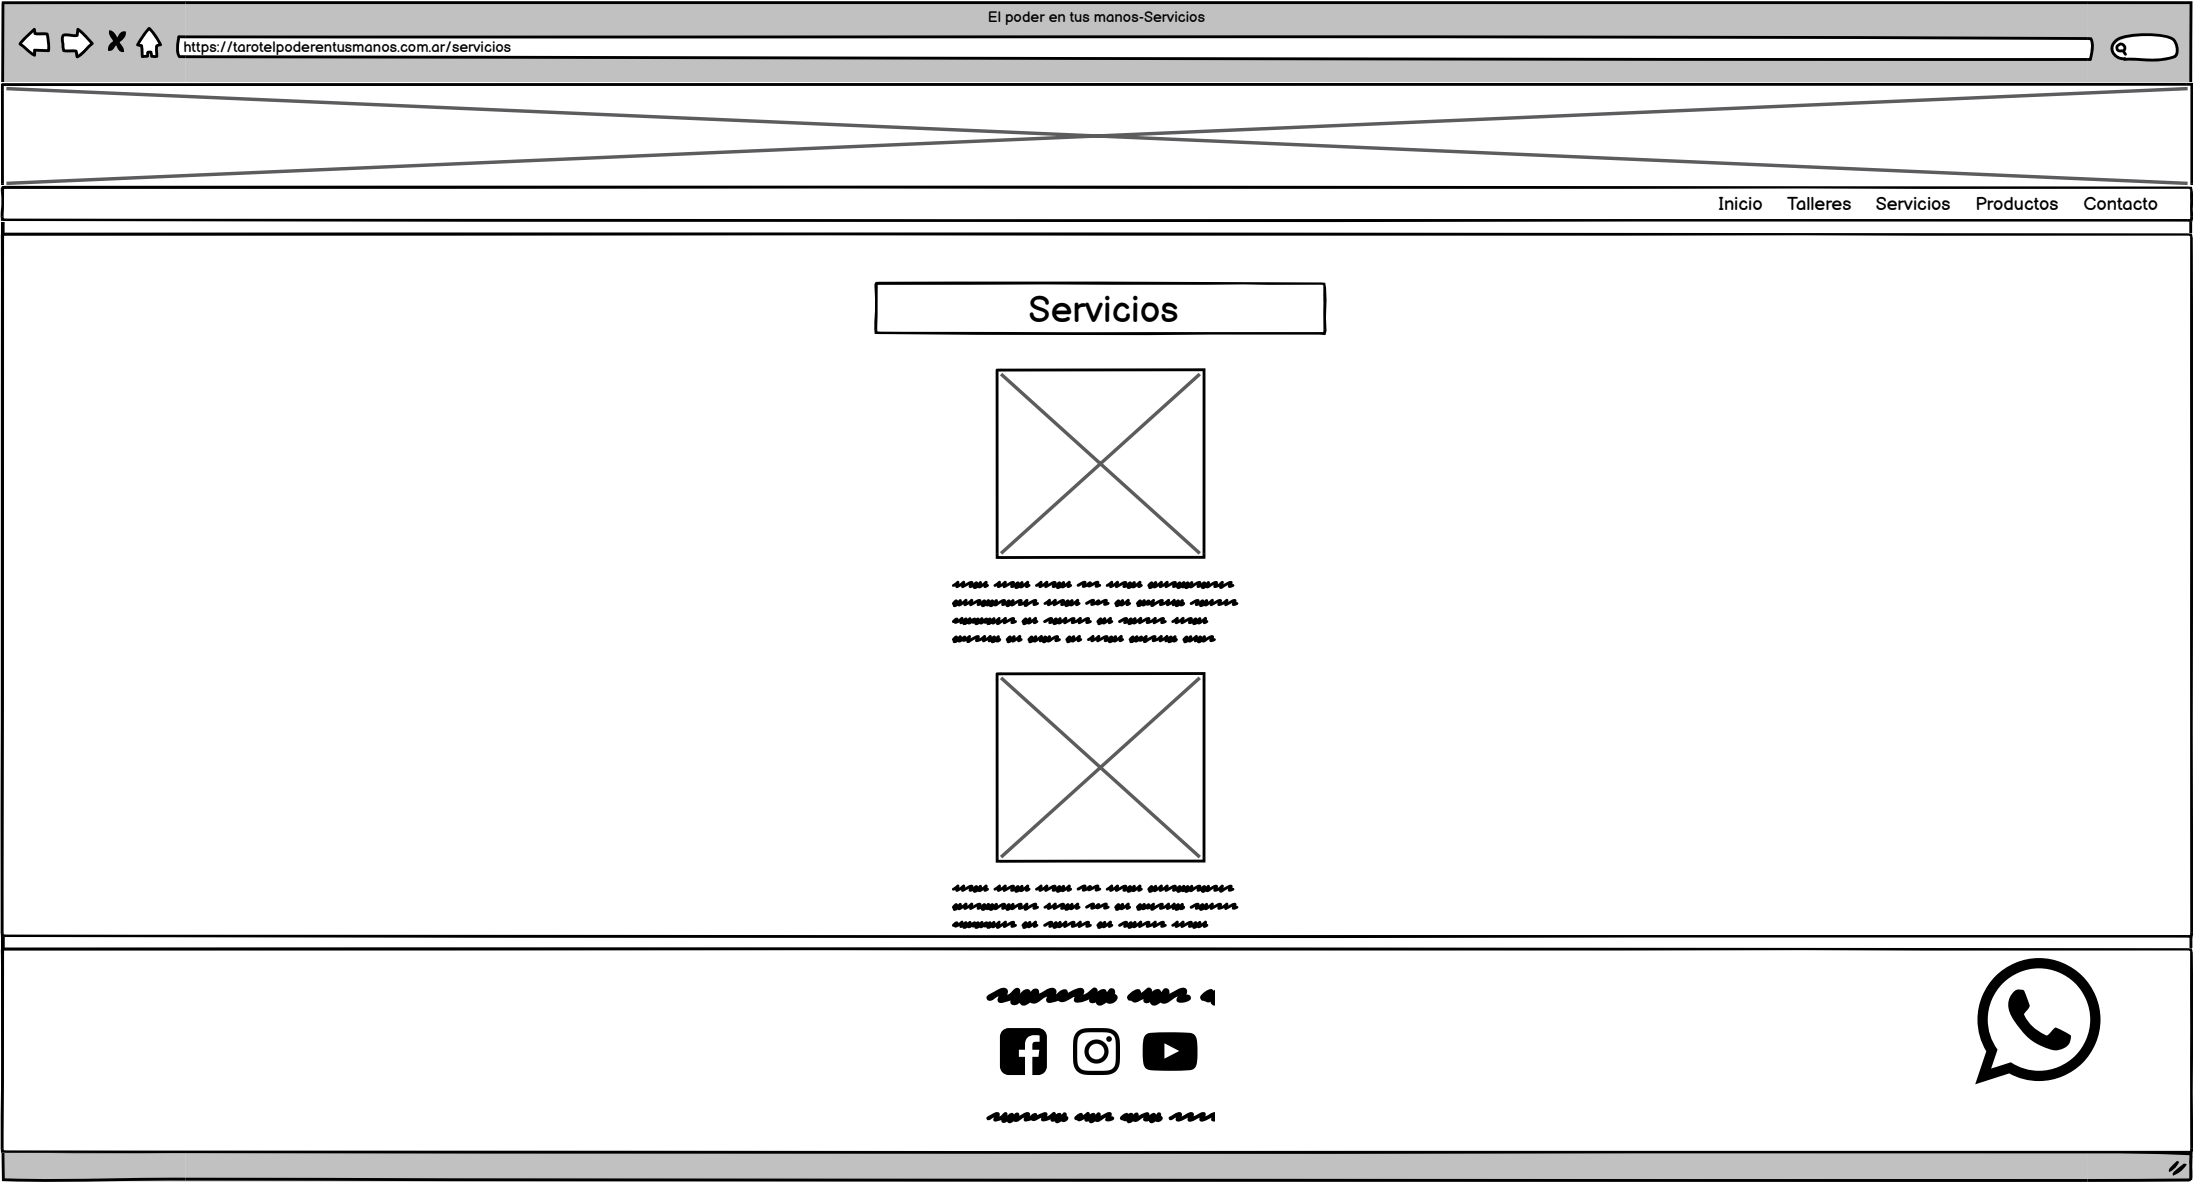 El poder en tus manos-Servicios
https://tarotelpoderentusmanos.com.ar/servicios
Inicio Talleres Servicios Productos Contacto
Servicios